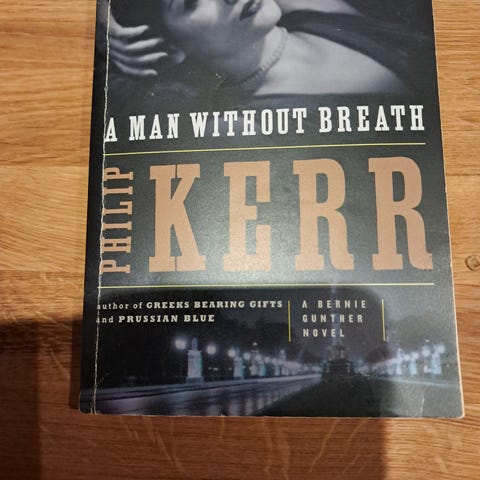 A MAN WITHOUT BREATH
PHILIP
KERR
author of GREEKS BEARING GIFTS
and PRUSSIAN BLUE
A BERNIE
GUNTHER
NOVEL